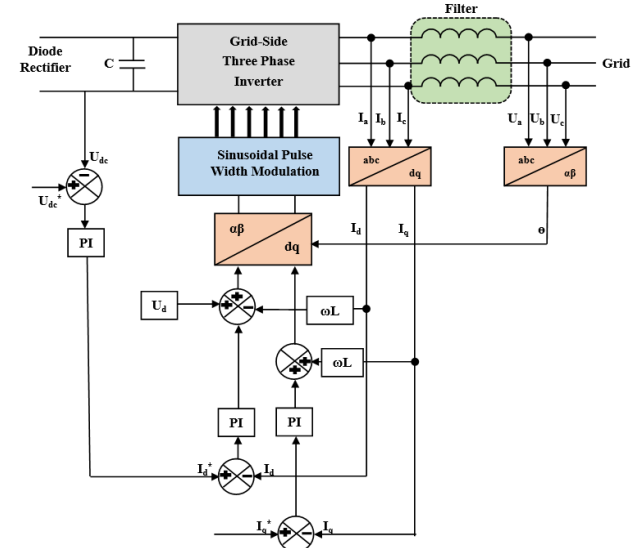 Filter
Diode
Rectifier
C
Grid-Side
Three Phase
Inverter
Grid
Ia Ib Ic
Ua Ub Uc
Udc
Sinusoidal Pulse
Width Modulation
abc
dq
abc
αβ
Udc*
Id
Iq
ɵ
PI
αβ
dq
Ud
ωL
ωL
PI
PI
Id*
Id
Iq*
Iq